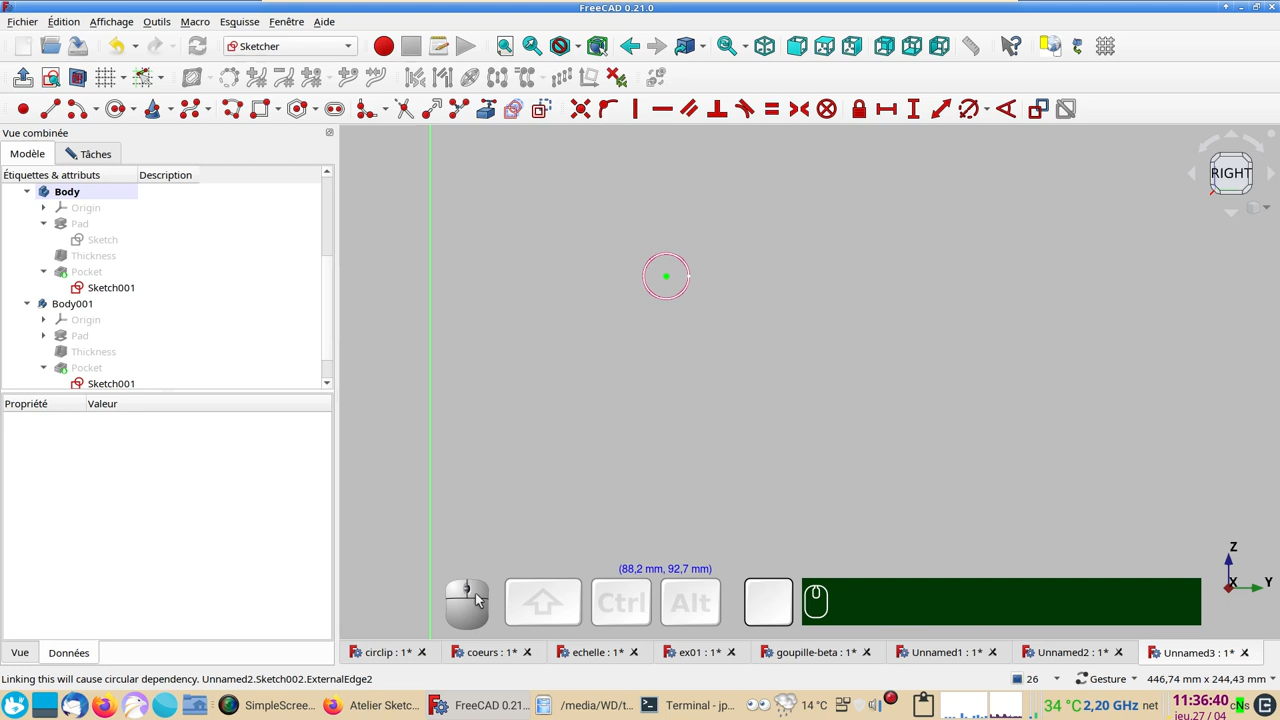 FreeCAD 0.21.0
Fichier Édition Affichage Outils Macro Esquisse Fenêtre Aide
Sketcher
Vue combinée
Modèle Tâches
Étiquettes & attributs Description
Body
Origin
Pad
Sketch
Thickness
Pocket
Sketch001
Body001
Origin
Pad
Thickness
Pocket
Sketch001
Propriété Valeur
RIGHT
Z
X Y
(88,2 mm, 92,7 mm)
Ctrl Alt
Vue Données
circlip : 1* coeurs : 1* echelle : 1* ex01 : 1* goupille-beta : 1* Unnamed1 : 1* Unnamed2 : 1* Unnamed3 : 1*
Linking this will cause circular dependency. Unnamed2.Sketch002.ExternalEdge2 26 Gesture 446,74 mm x 244,43 mm
SimpleScree... Atelier Sketc... FreeCAD 0.21... /media/WD/t... Terminal - jp... 14 °C 34 °C 2,20 GHz net 11:36:40 cNs
jeu.27 / 04